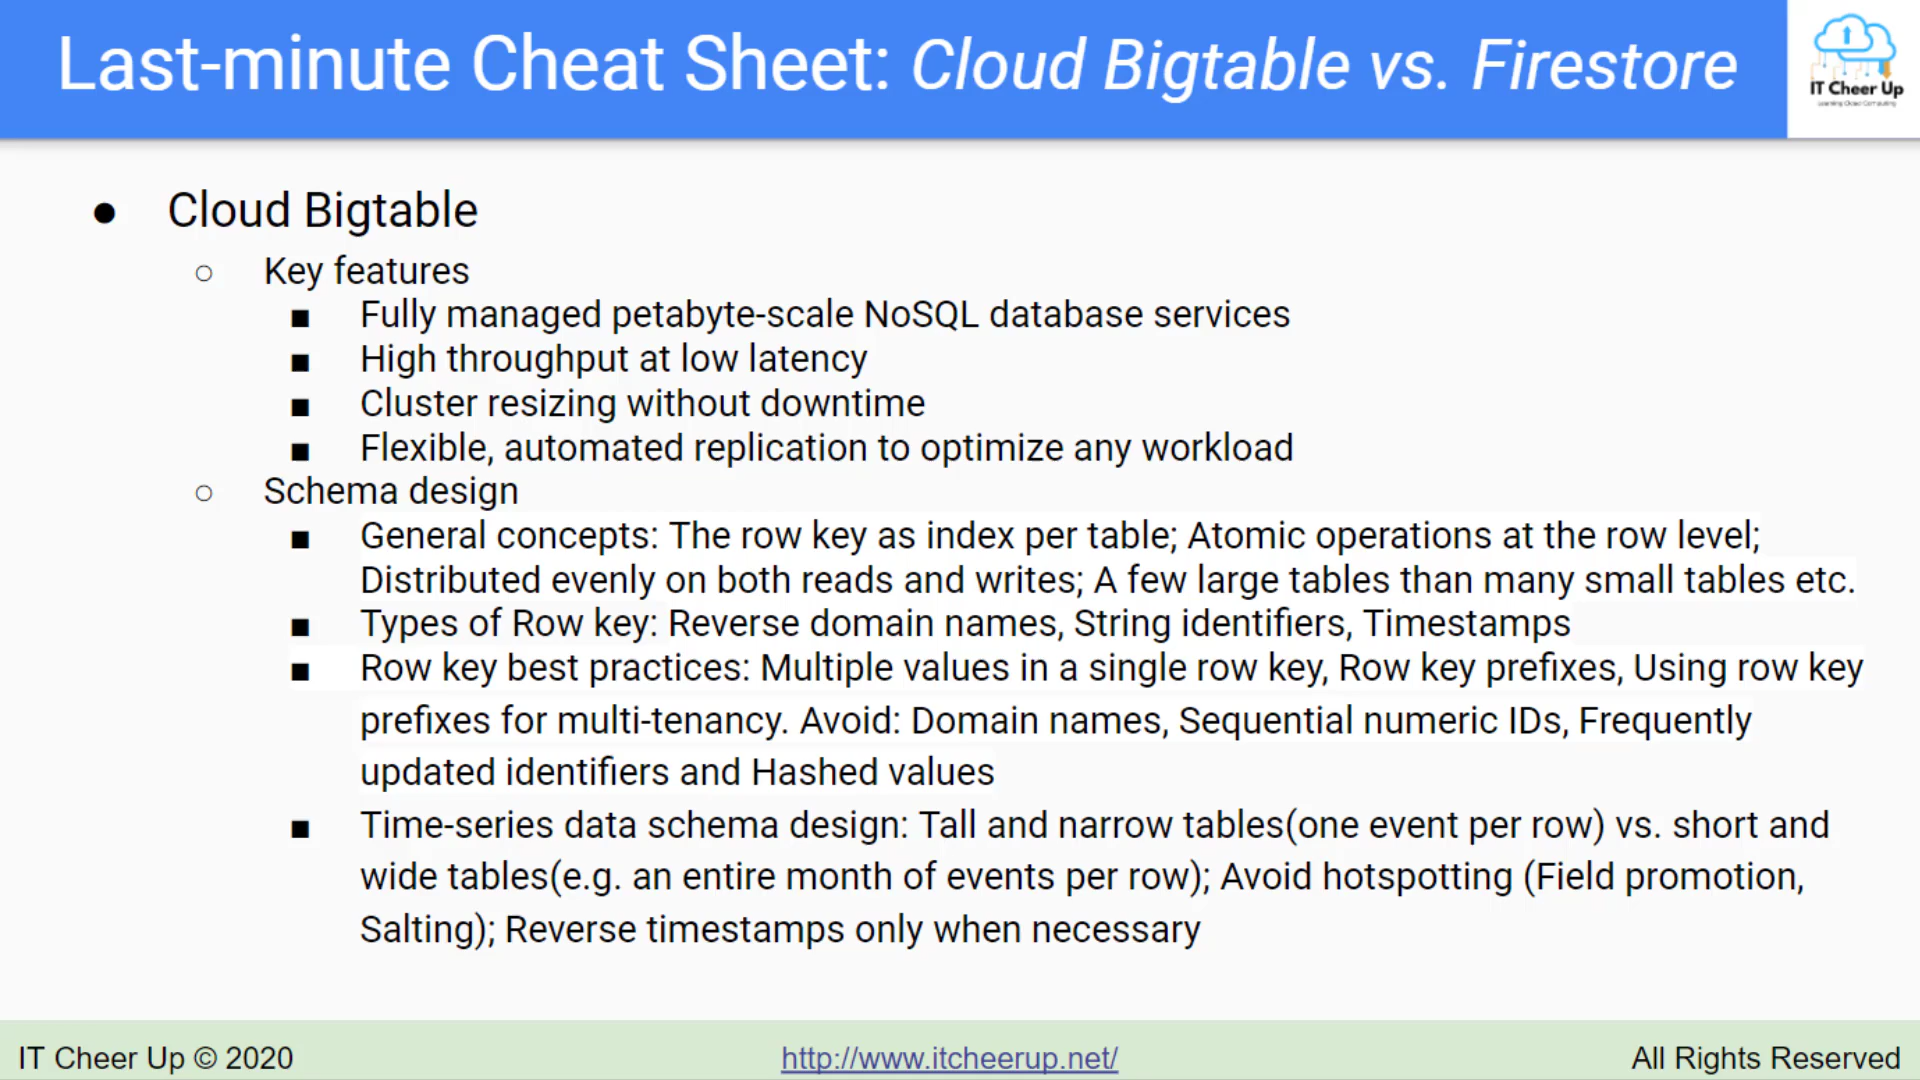 Last-minute Cheat Sheet: Cloud Bigtable vs. Firestore
IT Cheer Up
Learning Cloud Computing
● Cloud Bigtable
○ Key features
■ Fully managed petabyte-scale NoSQL database services
■ High throughput at low latency
■ Cluster resizing without downtime
■ Flexible, automated replication to optimize any workload
○ Schema design
■ General concepts: The row key as index per table; Atomic operations at the row level;
Distributed evenly on both reads and writes; A few large tables than many small tables etc.
■ Types of Row key: Reverse domain names, String identifiers, Timestamps
■ Row key best practices: Multiple values in a single row key, Row key prefixes, Using row key
prefixes for multi-tenancy. Avoid: Domain names, Sequential numeric IDs, Frequently
updated identifiers and Hashed values
■ Time-series data schema design: Tall and narrow tables(one event per row) vs. short and
wide tables(e.g. an entire month of events per row); Avoid hotspotting (Field promotion,
Salting); Reverse timestamps only when necessary
IT Cheer Up © 2020
http://www.itcheerup.net/
All Rights Reserved